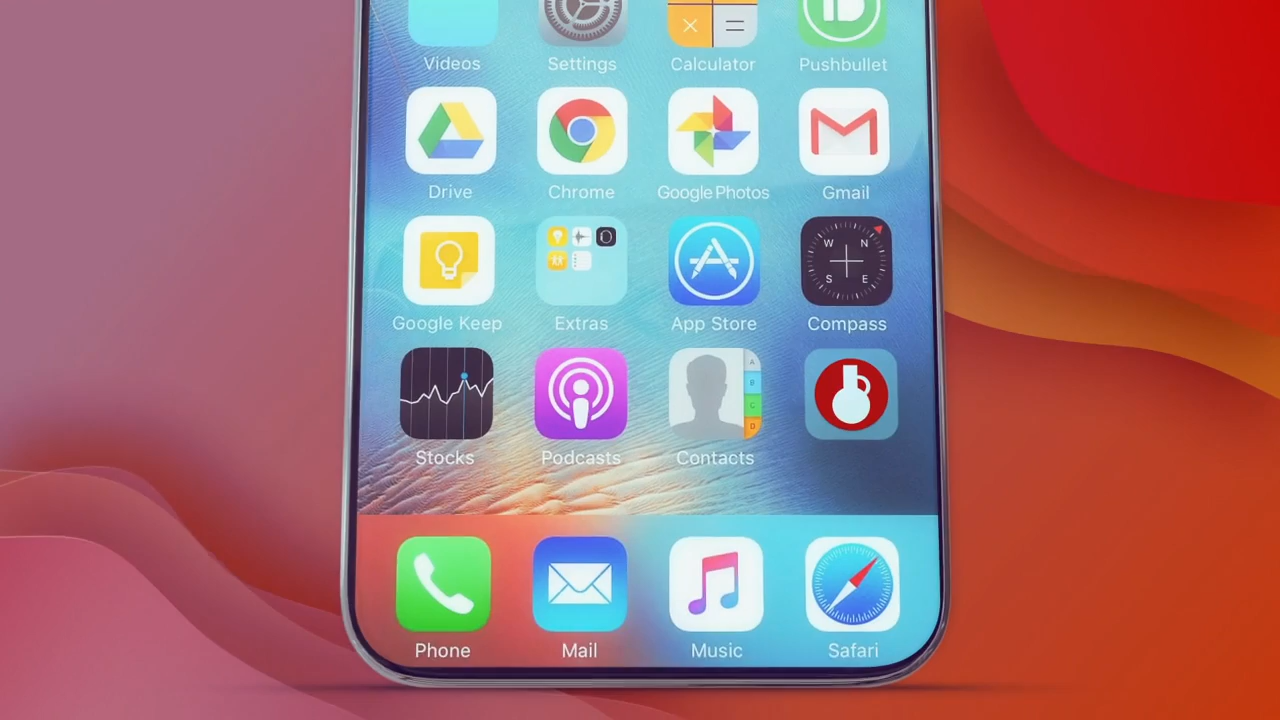 Videos Settings Calculator Pushbullet
Drive Chrome Google Photos Gmail
W N
S E
Google Keep Extras App Store Compass
A
B
C
D
Stocks Podcasts Contacts
Phone Mail Music Safari